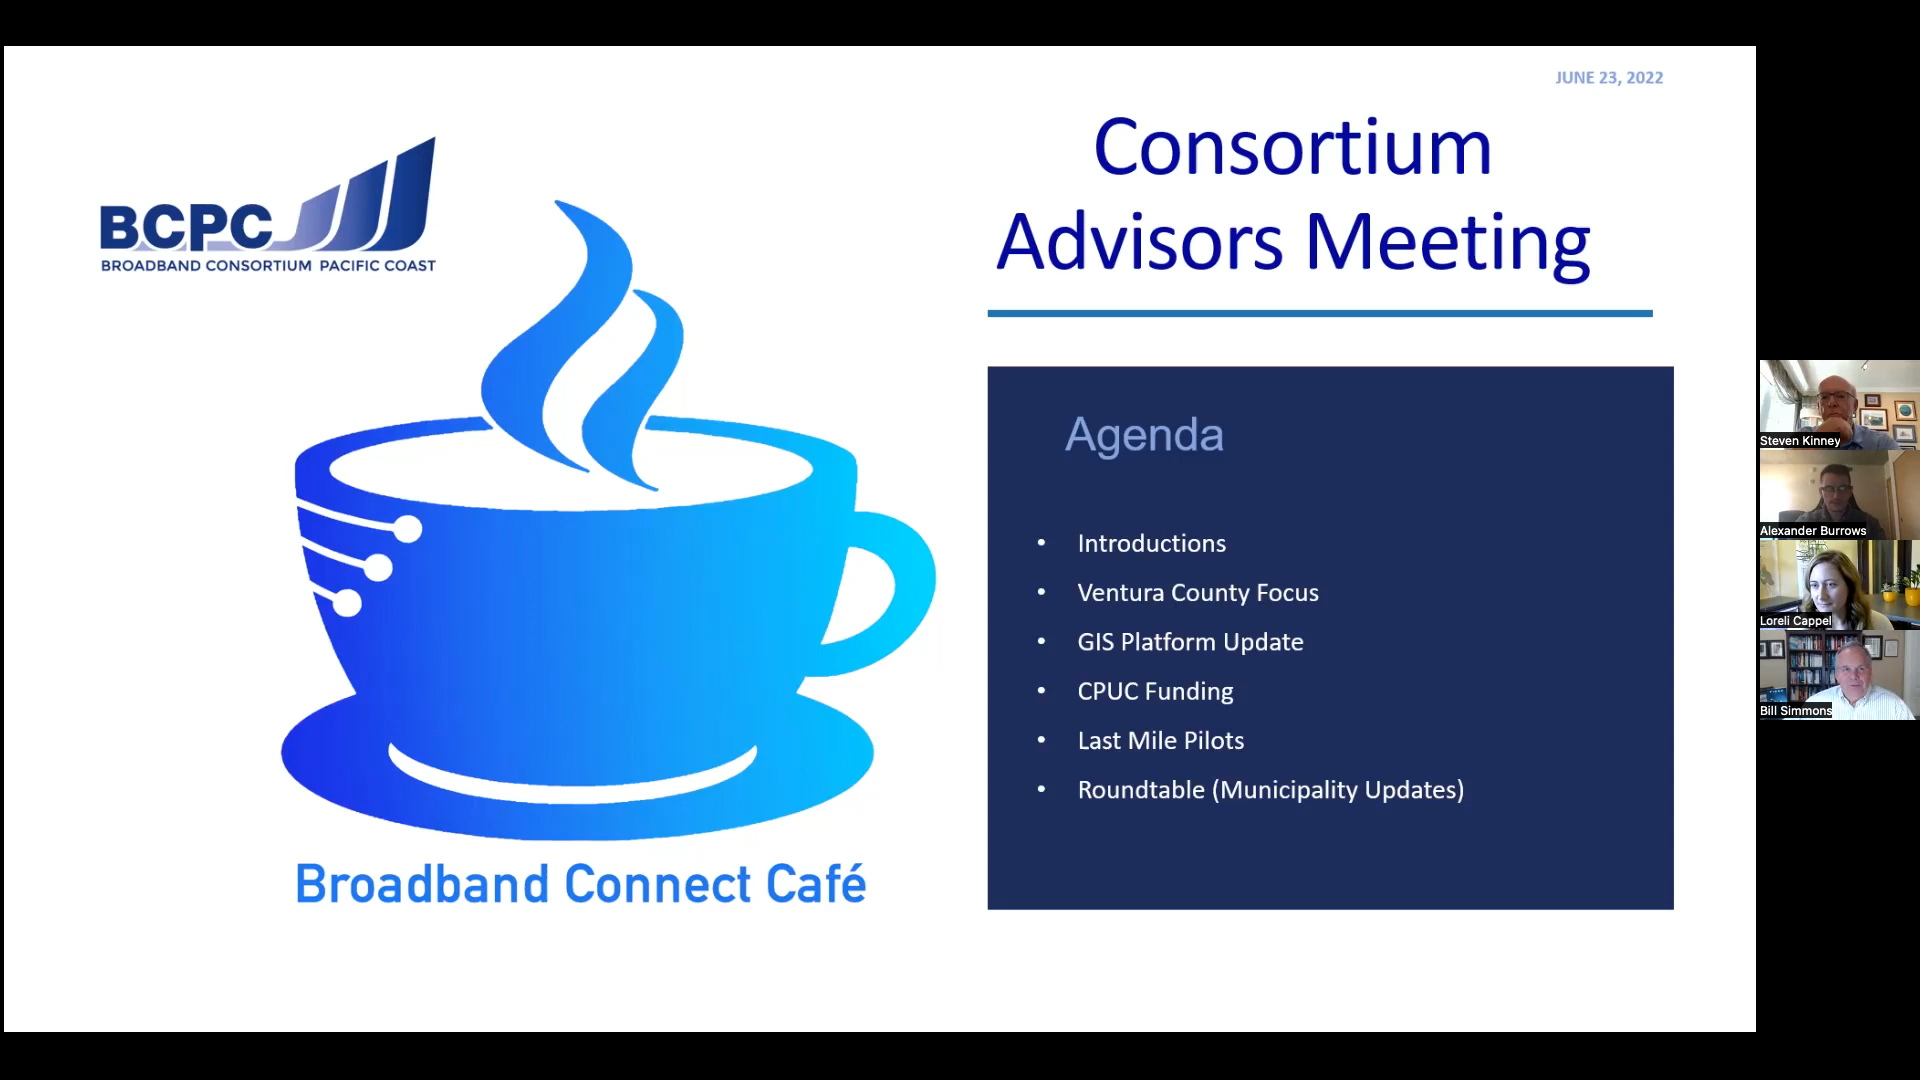 JUNE 23, 2022
BCPC
BROADBAND CONSORTIUM PACIFIC COAST
Consortium
Advisors Meeting
Agenda
• Introductions
• Ventura County Focus
• GIS Platform Update
• CPUC Funding
• Last Mile Pilots
• Roundtable (Municipality Updates)
Broadband Connect Café
Steven Kinney
Alexander Burrows
Loreli Cappel
Bill Simmons